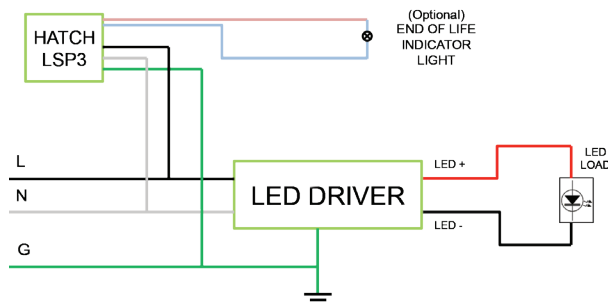 HATCH
LSP3
(Optional)
END OF LIFE
INDICATOR
LIGHT
L
N
G
LED DRIVER
LED +
LED -
LED
LOAD